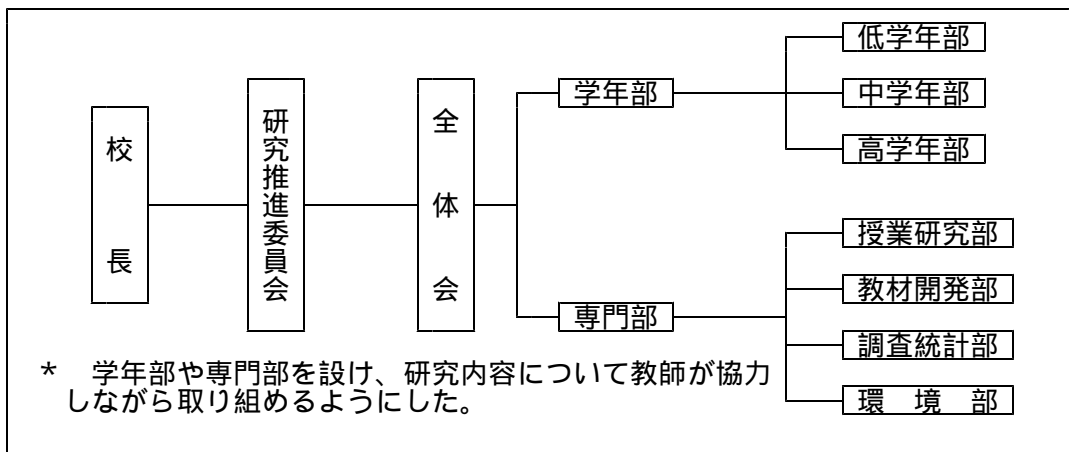 校長
研究推進委員会
全体会
学年部
低学年部
中学年部
高学年部
専門部
授業研究部
教材開発部
調査統計部
環境部
* 学年部や専門部を設け、研究内容について教師が協力
しながら取り組めるようにした。